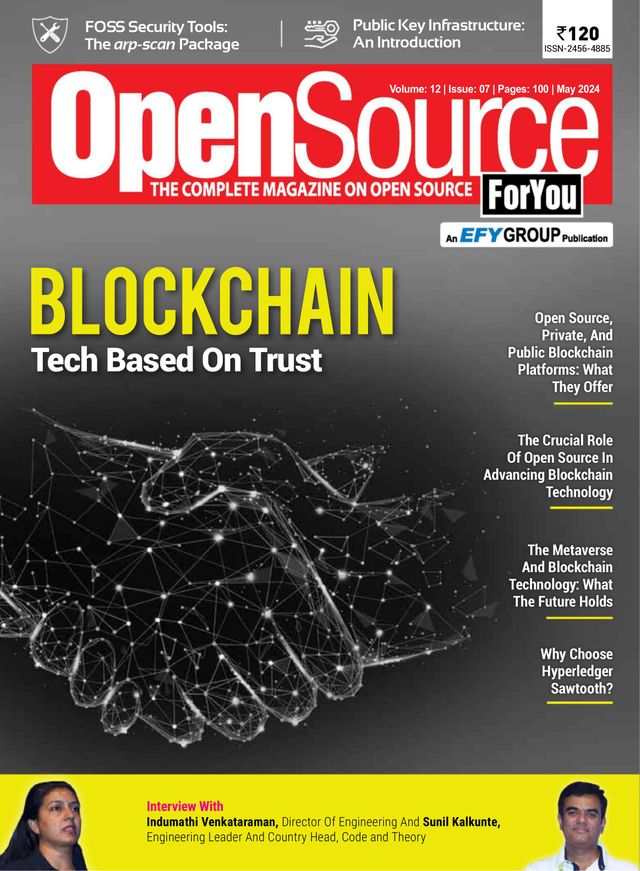 FOSS Security Tools:
The arp-scan Package
Public Key Infrastructure:
An Introduction
₹120
ISSN-2456-4885
Volume: 12 | Issue: 07 | Pages: 100 | May 2024
OpenSource
THE COMPLETE MAGAZINE ON OPEN SOURCE
ForYou
An EFY GROUP Publication
BLOCKCHAIN
Tech Based On Trust
Open Source,
Private, And
Public Blockchain
Platforms: What
They Offer
The Crucial Role
Of Open Source In
Advancing Blockchain
Technology
The Metaverse
And Blockchain
Technology: What
The Future Holds
Why Choose
Hyperledger
Sawtooth?
Interview With
Indumathi Venkataraman, Director Of Engineering And Sunil Kalkunte,
Engineering Leader And Country Head, Code and Theory